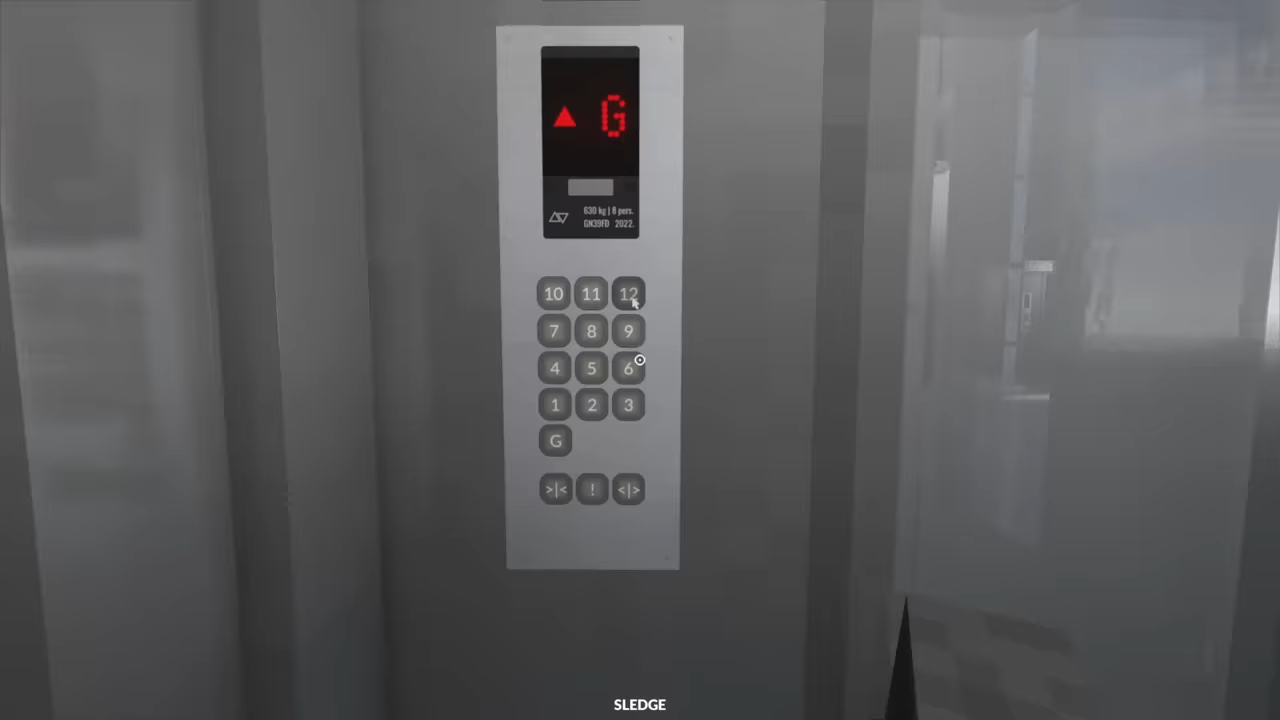 G
630 kg | 8 pers.
GN39FD 2022.
10 11 12
7 8 9
4 5 6
1 2 3
G
>|< ! <|>
SLEDGE